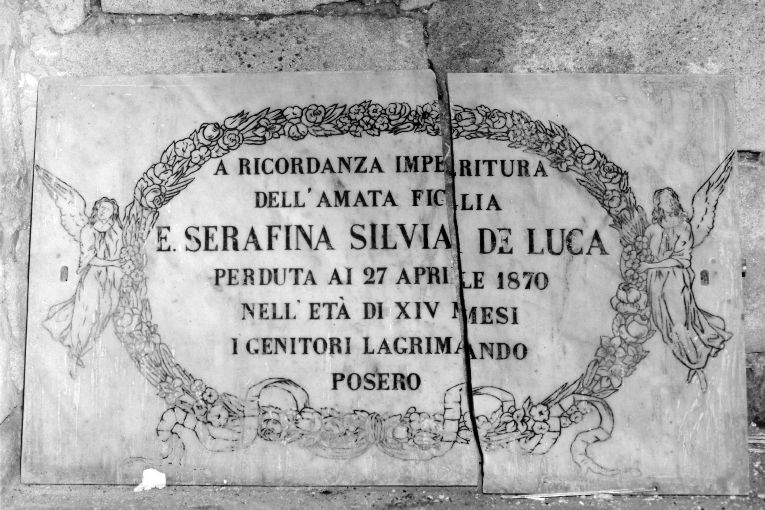 A RICORDANZA IMPERRITURA
DELL'AMATA FIGLIA
E. SERAFINA SILVIA DE LUCA
PERDUTA AI 27 APRILE 1870
NELL'ETÀ DI XIV MESI
I GENITORI LAGRIMANDO
POSERO